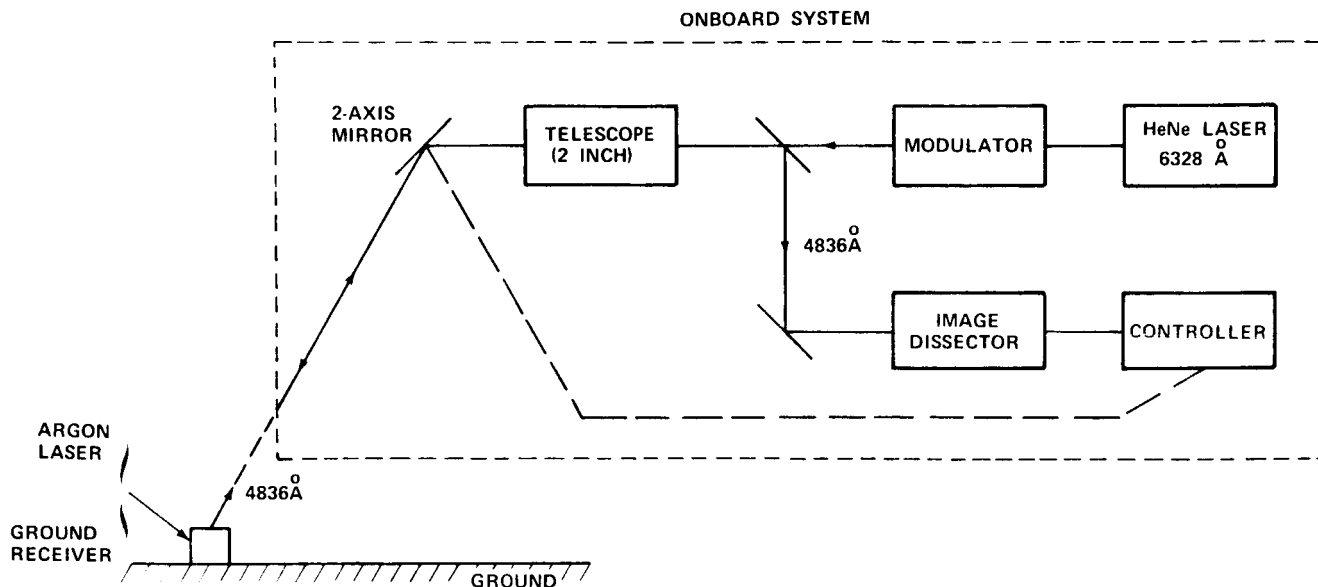 ONBOARD SYSTEM
2-AXIS
MIRROR
TELESCOPE
(2 INCH)
MODULATOR
HeNe LASER
6328 Å
4836Å
IMAGE
DISSECTOR
CONTROLLER
ARGON
LASER
4836Å
GROUND
RECEIVER
GROUND